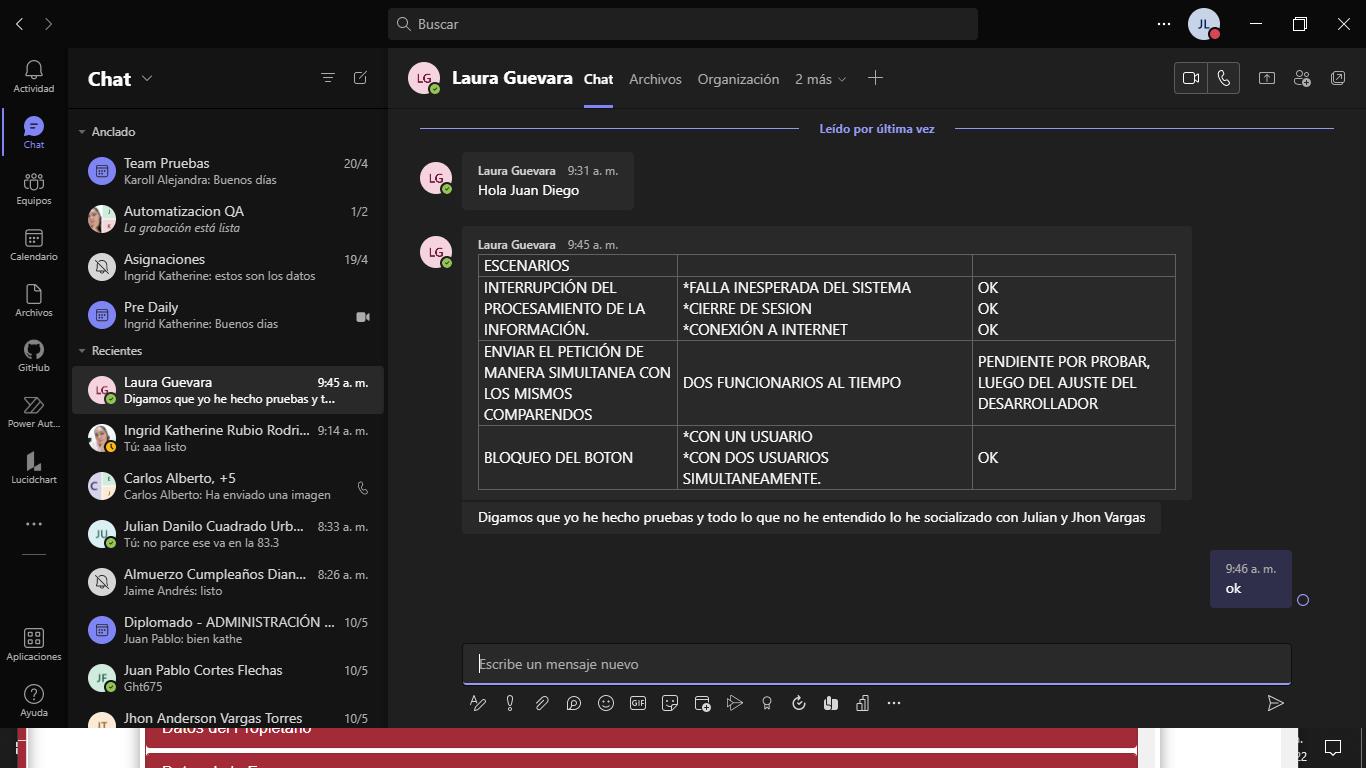 Buscar
JL
Actividad
Chat
Equipos
Calendario
Archivos
GitHub
Power Aut...
Lucidchart
Aplicaciones
Ayuda
Chat
Anclado
Team Pruebas 20/4
Karoll Alejandra: Buenos días
Automatizacion QA 1/2
La grabación está lista
Asignaciones 19/4
Ingrid Katherine: estos son los datos
Pre Daily
Ingrid Katherine: Buenos dias
Recientes
LG
Laura Guevara 9:45 a. m.
Digamos que yo he hecho pruebas y t...
Ingrid Katherine Rubio Rodri... 9:14 a. m.
Tú: aaa listo
C
Carlos Alberto, +5
Carlos Alberto: Ha enviado una imagen
JU
Julian Danilo Cuadrado Urb... 8:33 a. m.
Tú: no parce ese va en la 83.3
Almuerzo Cumpleaños Dian... 8:26 a. m.
Jaime Andrés: listo
Diplomado - ADMINISTRACIÓN ... 10/5
Juan Pablo: bien kathe
JF
Juan Pablo Cortes Flechas 10/5
Ght675
JT
Jhon Anderson Vargas Torres 10/5
LG
Laura Guevara Chat Archivos Organización 2 más
Leído por última vez
LG
Laura Guevara 9:31 a. m.
Hola Juan Diego
LG
Laura Guevara 9:45 a. m.
ESCENARIOS
INTERRUPCIÓN DEL *FALLA INESPERADA DEL SISTEMA OK
PROCESAMIENTO DE LA *CIERRE DE SESION OK
INFORMACIÓN. *CONEXIÓN A INTERNET OK
ENVIAR EL PETICIÓN DE
MANERA SIMULTANEA CON
LOS MISMOS
COMPARENDOS
DOS FUNCIONARIOS AL TIEMPO
PENDIENTE POR PROBAR,
LUEGO DEL AJUSTE DEL
DESARROLLADOR
BLOQUEO DEL BOTON
*CON UN USUARIO
*CON DOS USUARIOS
SIMULTANEAMENTE.
OK
Digamos que yo he hecho pruebas y todo lo que no he entendido lo he socializado con Julian y Jhon Vargas
9:46 a. m.
ok
Escribe un mensaje nuevo
GIF
Datos del Propietario
22